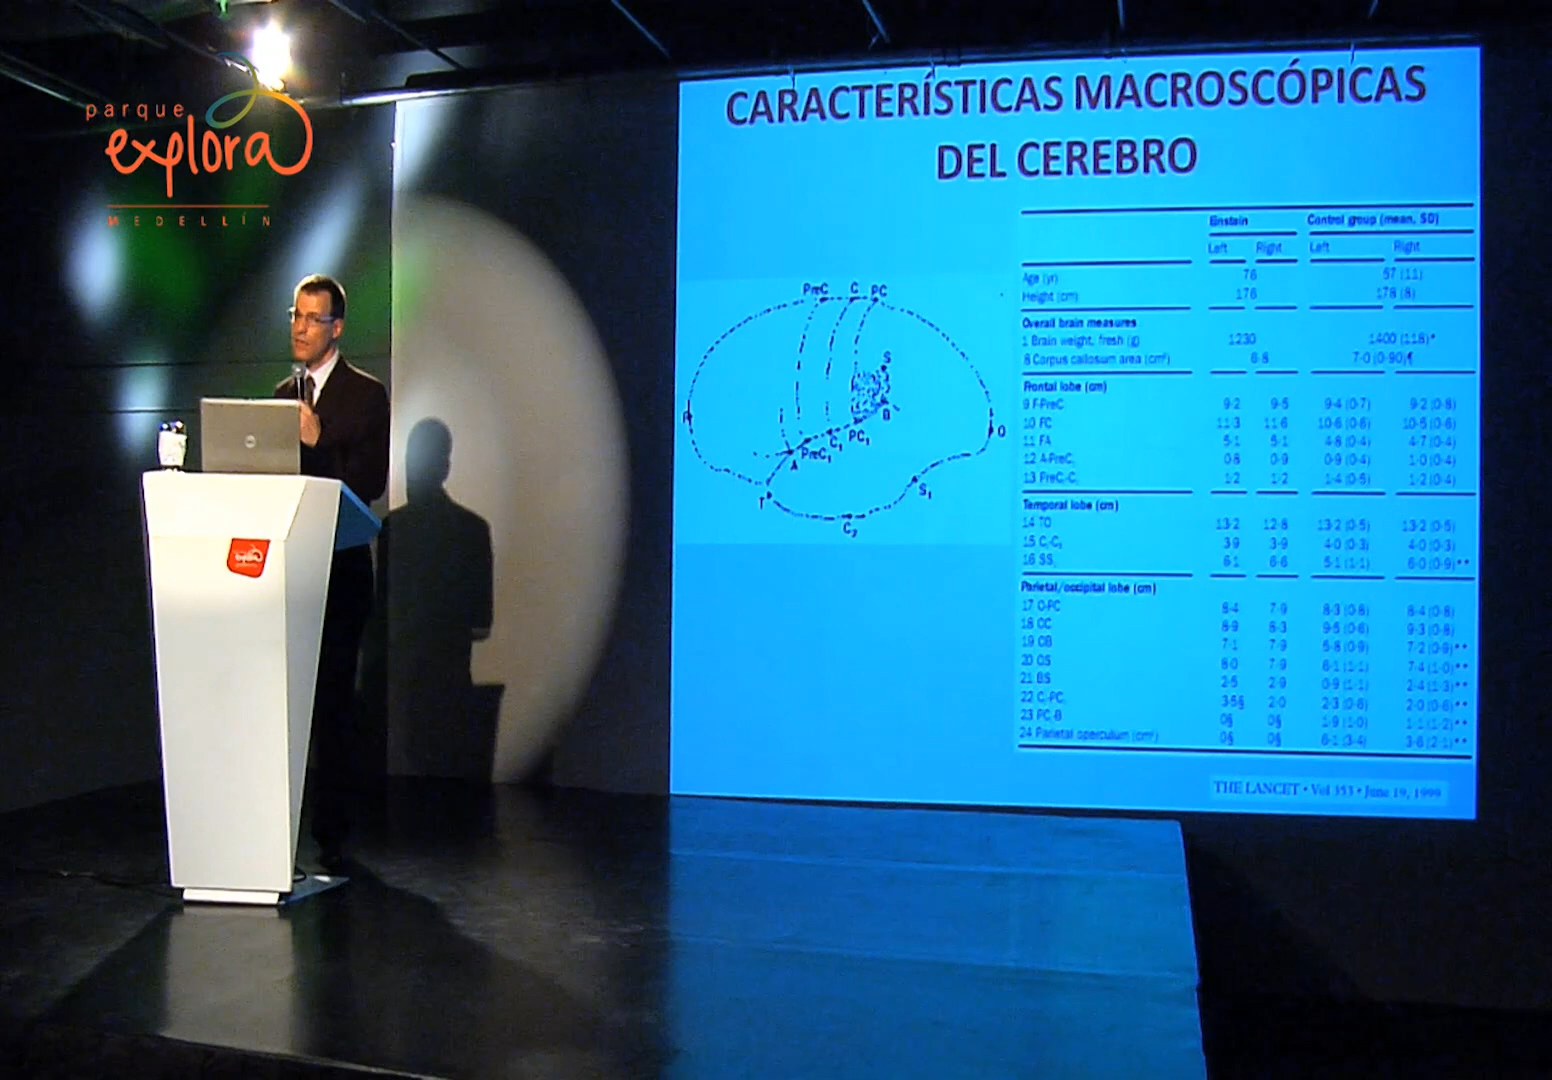 parque
explora
MEDELLÍN
CARACTERÍSTICAS MACROSCÓPICAS
DEL CEREBRO
PreC C PC
S
B
O
PC₁
C₁
PreC₁
A
T
S₁
C₂
Einstein Control group (mean, SD)
Left Right Left Right
Age (yr) 76 57 (11)
Height (cm) 176 178 (8)
Overall brain measures
1 Brain weight, fresh (g) 1230 1400 (118)*
8 Corpus callosum area (cm²) 6·8 7·0 (0·90)¶
Frontal lobe (cm)
9 F-PreC 9·2 9·5 9·4 (0·7) 9·2 (0·8)
10 FC 11·3 11·6 10·6 (0·6) 10·5 (0·6)
11 FA 5·1 5·1 4·8 (0·4) 4·7 (0·4)
12 A-PreC₁ 0·8 0·9 0·9 (0·4) 1·0 (0·4)
13 PreC₁-C₁ 1·2 1·2 1·4 (0·5) 1·2 (0·4)
Temporal lobe (cm)
14 TO 13·2 12·8 13·2 (0·5) 13·2 (0·5)
15 C₁-C₂ 3·9 3·9 4·0 (0·3) 4·0 (0·3)
16 SS₁ 6·1 6·6 5·1 (1·1) 6·0 (0·9)**
Parietal/occipital lobe (cm)
17 O-PC 8·4 7·9 8·3 (0·8) 8·4 (0·8)
18 OC 8·9 8·3 9·5 (0·6) 9·3 (0·8)
19 OB 7·1 7·9 5·8 (0·9) 7·2 (0·9)**
20 OS 8·0 7·9 6·1 (1·1) 7·4 (1·0)**
21 BS 2·5 2·9 0·9 (1·1) 2·4 (1·3)**
22 C-PC₁ 3·5§ 2·0 2·3 (0·6) 2·0 (0·6)**
23 PC₁-B 0§ 0§ 1·9 (1·0) 1·1 (1·2)**
24 Parietal operculum (cm²) 0§ 0§ 6·1 (3·4) 3·6 (2·1)**
THE LANCET • Vol 353 • June 19, 1999
explora